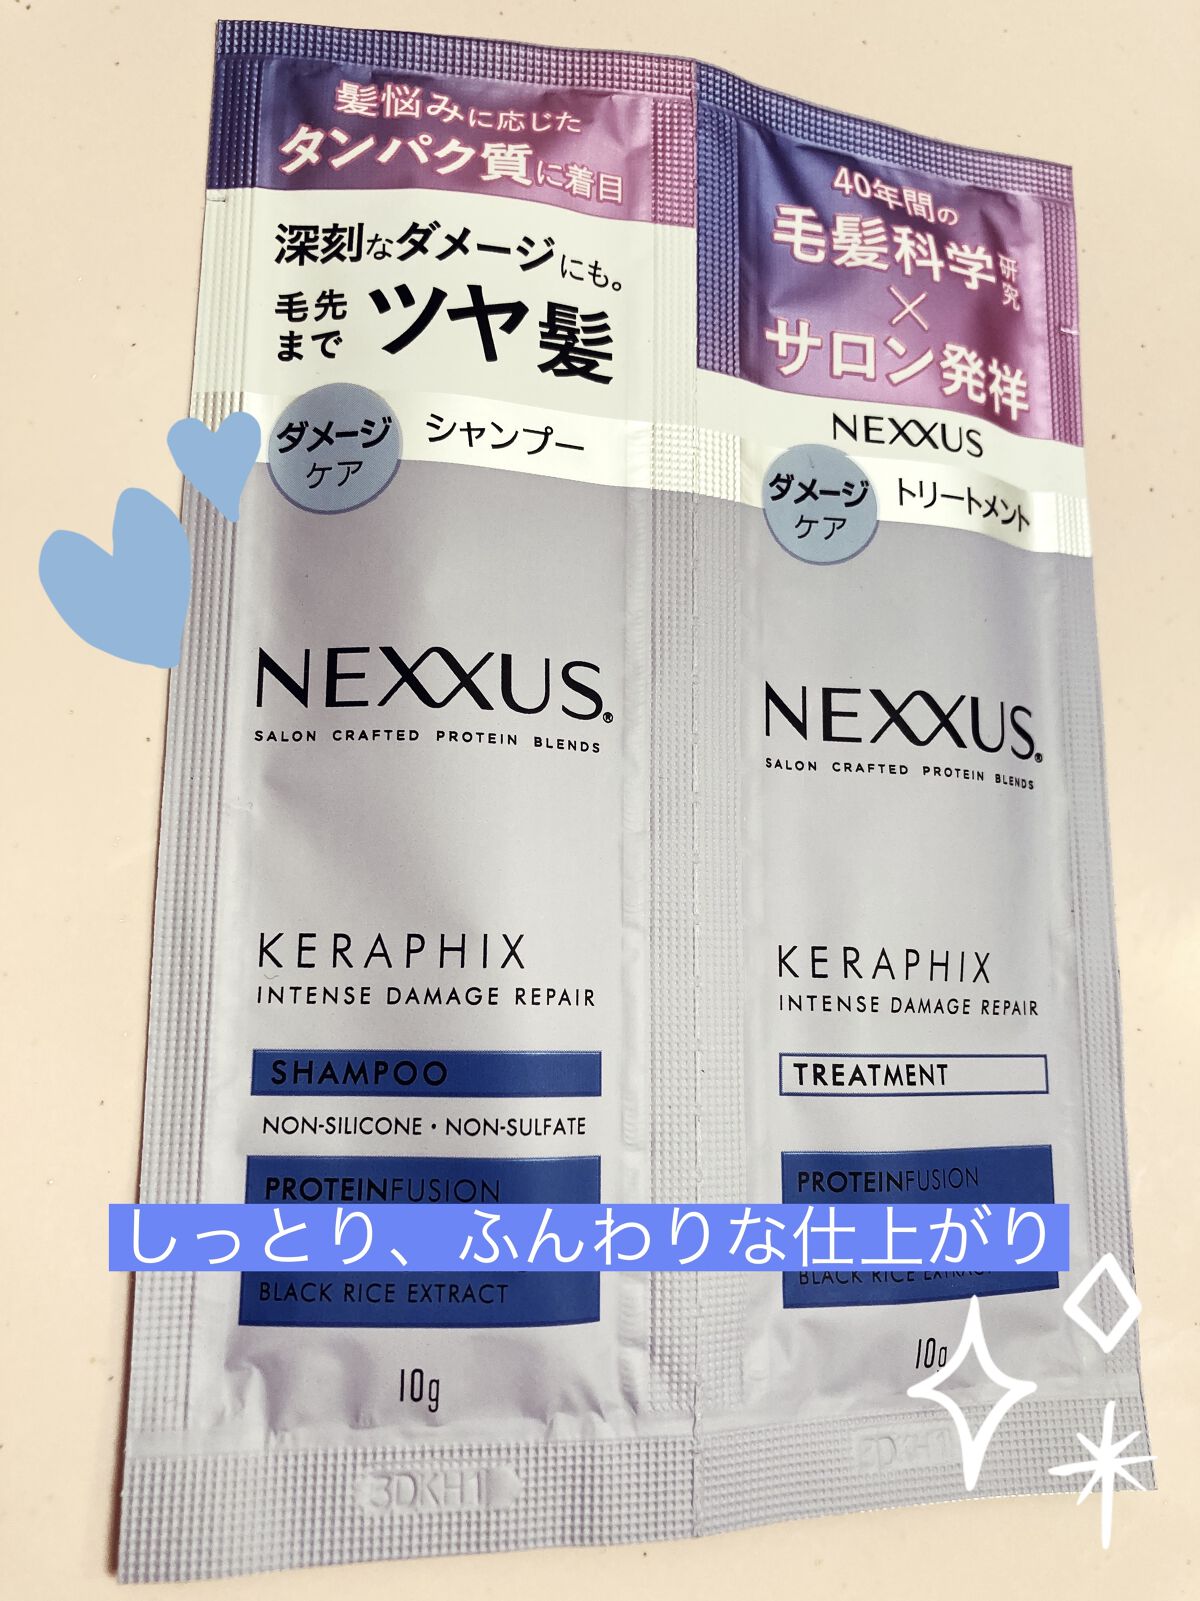 髪悩みに応じた
タンパク質に着目
深刻なダメージにも。
毛先
まで
ツヤ髪
ダメージ
ケア
シャンプー
NEXXUS®
SALON CRAFTED PROTEIN BLENDS
KERAPHIX
INTENSE DAMAGE REPAIR
SHAMPOO
NON-SILICONE・NON-SULFATE
PROTEINFUSION
BLACK RICE EXTRACT
10g
3DKH1
40年間の
毛髪科学研究
×
サロン発祥
NEXXUS
ダメージ
ケア
トリートメント
NEXXUS®
SALON CRAFTED PROTEIN BLENDS
KERAPHIX
INTENSE DAMAGE REPAIR
TREATMENT
PROTEINFUSION
BLACK RICE EXTRACT
10g
3DKH1
しっとり、ふんわりな仕上がり